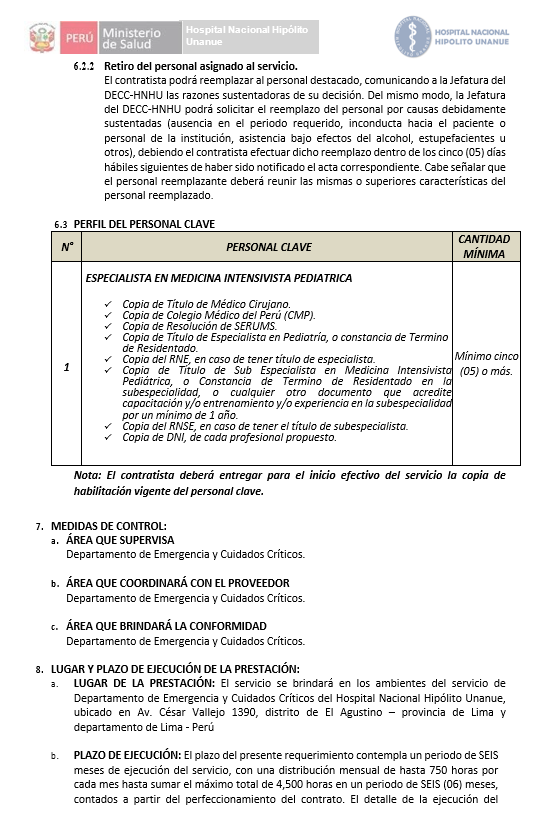 PERÚ
Ministerio
de Salud
Hospital Nacional Hipólito
Unanue
HOSPITAL NACIONAL
HIPOLITO UNANUE
6.2.2 Retiro del personal asignado al servicio.
El contratista podrá reemplazar al personal destacado, comunicando a la Jefatura del
DECC-HNHU las razones sustentadoras de su decisión. Del mismo modo, la Jefatura
del DECC-HNHU podrá solicitar el reemplazo del personal por causas debidamente
sustentadas (ausencia en el periodo requerido, inconducta hacia el paciente o
personal de la institución, asistencia bajo efectos del alcohol, estupefacientes u
otros), debiendo el contratista efectuar dicho reemplazo dentro de los cinco (05) días
hábiles siguientes de haber sido notificado el acta correspondiente. Cabe señalar que
el personal reemplazante deberá reunir las mismas o superiores características del
personal reemplazado.
6.3 PERFIL DEL PERSONAL CLAVE
N° PERSONAL CLAVE CANTIDAD
MÍNIMA
ESPECIALISTA EN MEDICINA INTENSIVISTA PEDIATRICA
✓ Copia de Título de Médico Cirujano.
✓ Copia de Colegio Médico del Perú (CMP).
✓ Copia de Resolución de SERUMS.
✓ Copia de Título de Especialista en Pediatría, o constancia de Termino
de Residentado.
✓ Copia del RNE, en caso de tener título de especialista.
✓ Copia de Título de Sub Especialista en Medicina Intensivista
Pediátrica, o Constancia de Termino de Residentado en la
subespecialidad, o cualquier otro documento que acredite
capacitación y/o entrenamiento y/o experiencia en la subespecialidad
por un mínimo de 1 año.
✓ Copia del RNSE, en caso de tener el título de subespecialista.
✓ Copia de DNI, de cada profesional propuesto.
1
Mínimo cinco
(05) o más.
Nota: El contratista deberá entregar para el inicio efectivo del servicio la copia de
habilitación vigente del personal clave.
7. MEDIDAS DE CONTROL:
a. ÁREA QUE SUPERVISA
Departamento de Emergencia y Cuidados Críticos.
b. ÁREA QUE COORDINARÁ CON EL PROVEEDOR
Departamento de Emergencia y Cuidados Críticos.
c. ÁREA QUE BRINDARÁ LA CONFORMIDAD
Departamento de Emergencia y Cuidados Críticos.
8. LUGAR Y PLAZO DE EJECUCIÓN DE LA PRESTACIÓN:
a. LUGAR DE LA PRESTACIÓN: El servicio se brindará en los ambientes del servicio de
Departamento de Emergencia y Cuidados Críticos del Hospital Nacional Hipólito Unanue,
ubicado en Av. César Vallejo 1390, distrito de El Agustino – provincia de Lima y
departamento de Lima - Perú
b. PLAZO DE EJECUCIÓN: El plazo del presente requerimiento contempla un periodo de SEIS
meses de ejecución del servicio, con una distribución mensual de hasta 750 horas por
cada mes hasta sumar el máximo total de 4,500 horas en un periodo de SEIS (06) meses,
contados a partir del perfeccionamiento del contrato. El detalle de la ejecución del